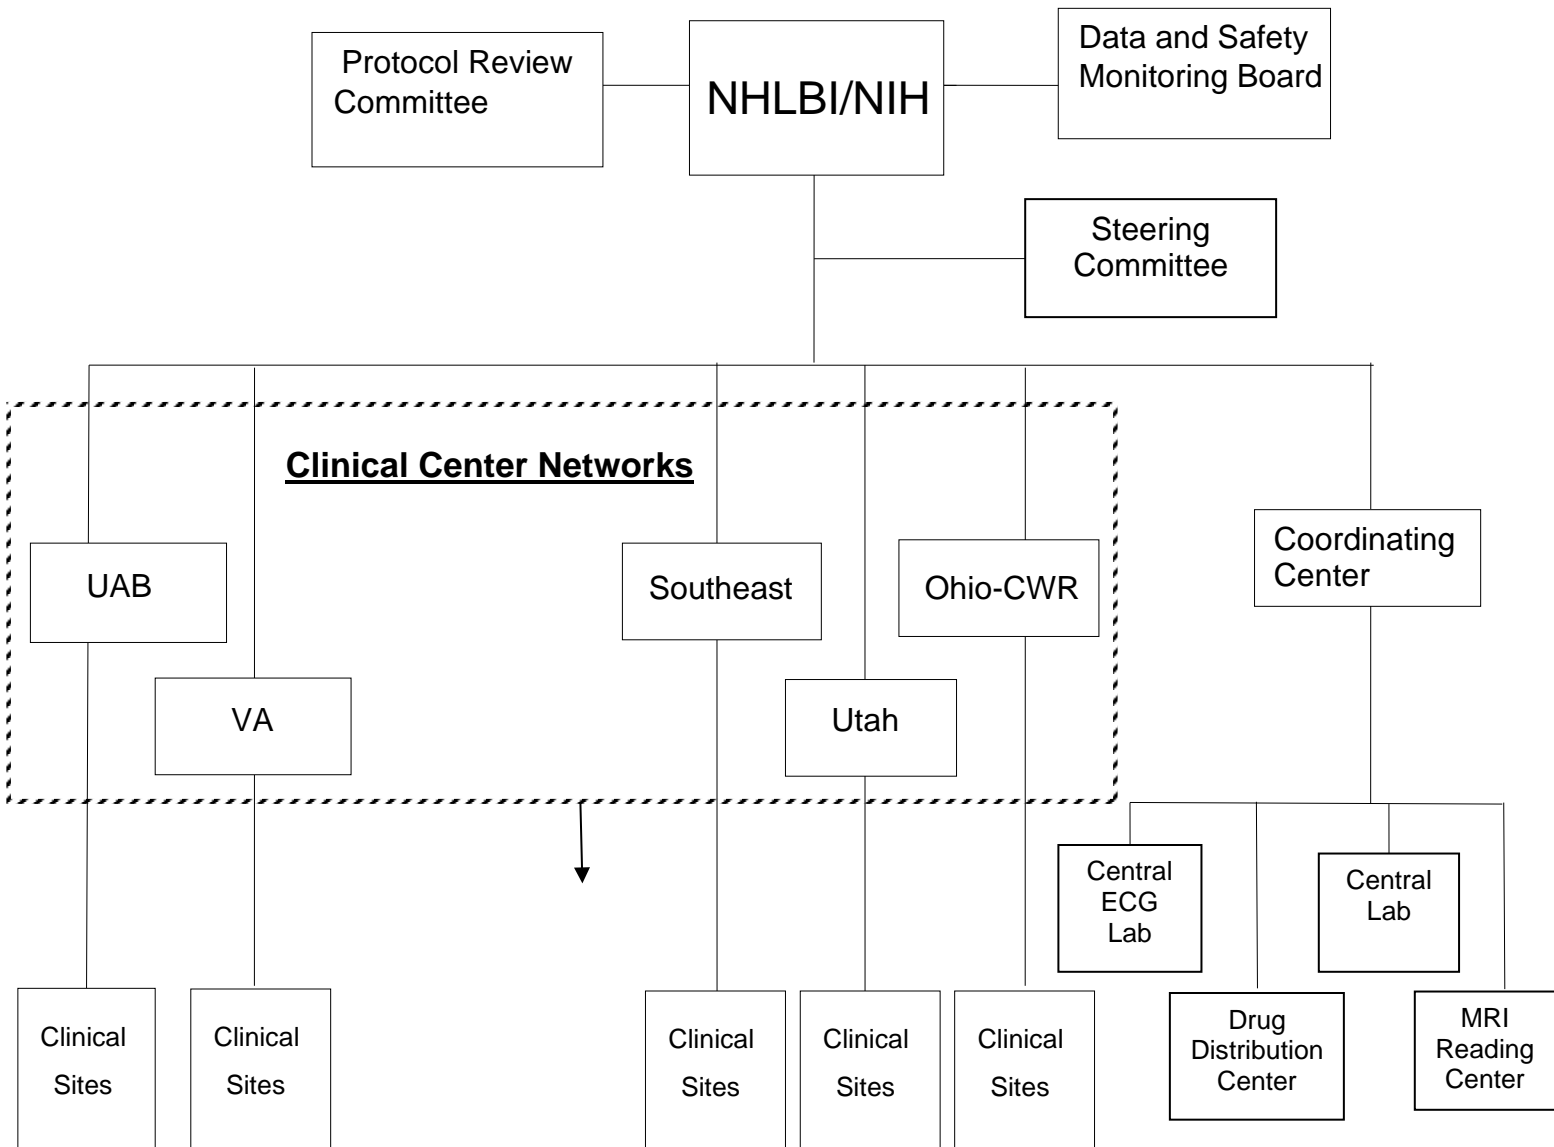 Protocol Review
Committee
NHLBI/NIH
Data and Safety
Monitoring Board
Steering
Committee
Clinical Center Networks
UAB
VA
Southeast
Utah
Ohio-CWR
Coordinating
Center
Central
ECG
Lab
Central
Lab
Drug
Distribution
Center
MRI
Reading
Center
Clinical
Sites
Clinical
Sites
Clinical
Sites
Clinical
Sites
Clinical
Sites